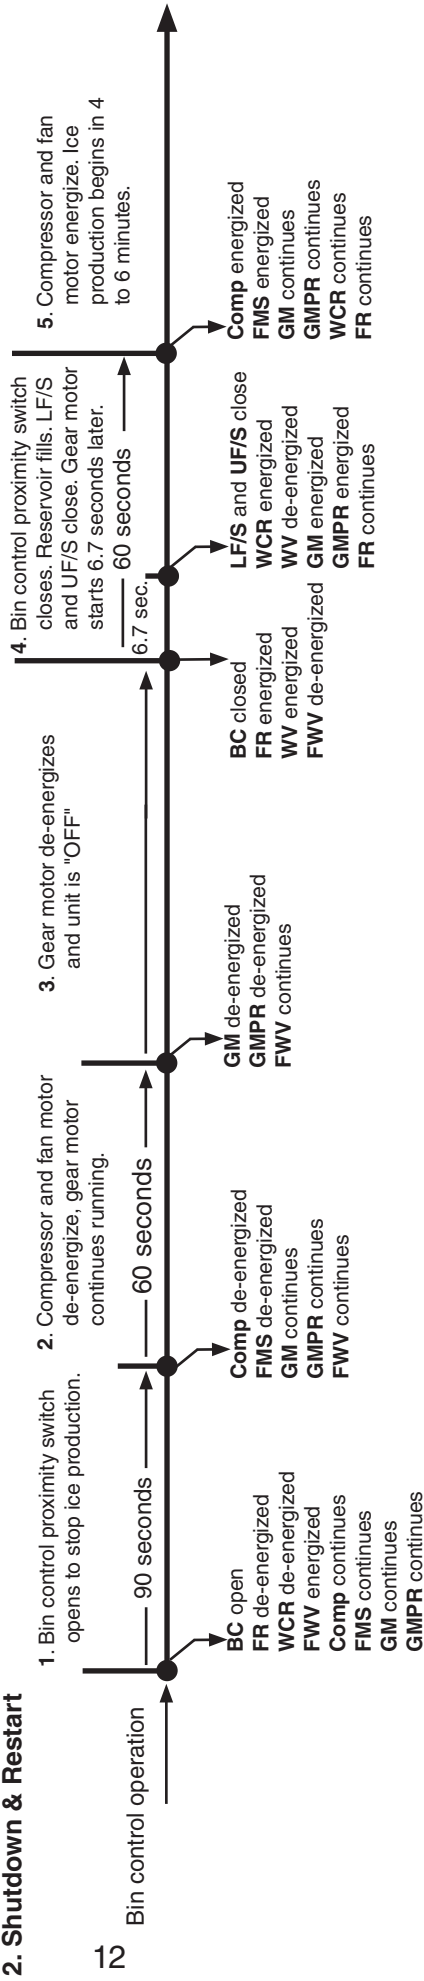 2. Shutdown & Restart
1. Bin control proximity switch
opens to stop ice production.
2. Compressor and fan motor
de-energize, gear motor
continues running.
3. Gear motor de-energizes
and unit is "OFF"
4. Bin control proximity switch
closes. Reservoir fills. LF/S
and UF/S close. Gear motor
starts 6.7 seconds later.
5. Compressor and fan
motor energize. Ice
production begins in 4
to 6 minutes.
Bin control operation
90 seconds
60 seconds
6.7 sec.
60 seconds
BC open
FR de-energized
WCR de-energized
FWV energized
Comp continues
FMS continues
GM continues
GMPR continues
Comp de-energized
FMS de-energized
GM continues
GMPR continues
FWV continues
GM de-energized
GMPR de-energized
FWV continues
BC closed
FR energized
WV energized
FWV de-energized
LF/S and UF/S close
WCR energized
WV de-energized
GM energized
GMPR energized
FR continues
Comp energized
FMS energized
GM continues
GMPR continues
WCR continues
FR continues
12